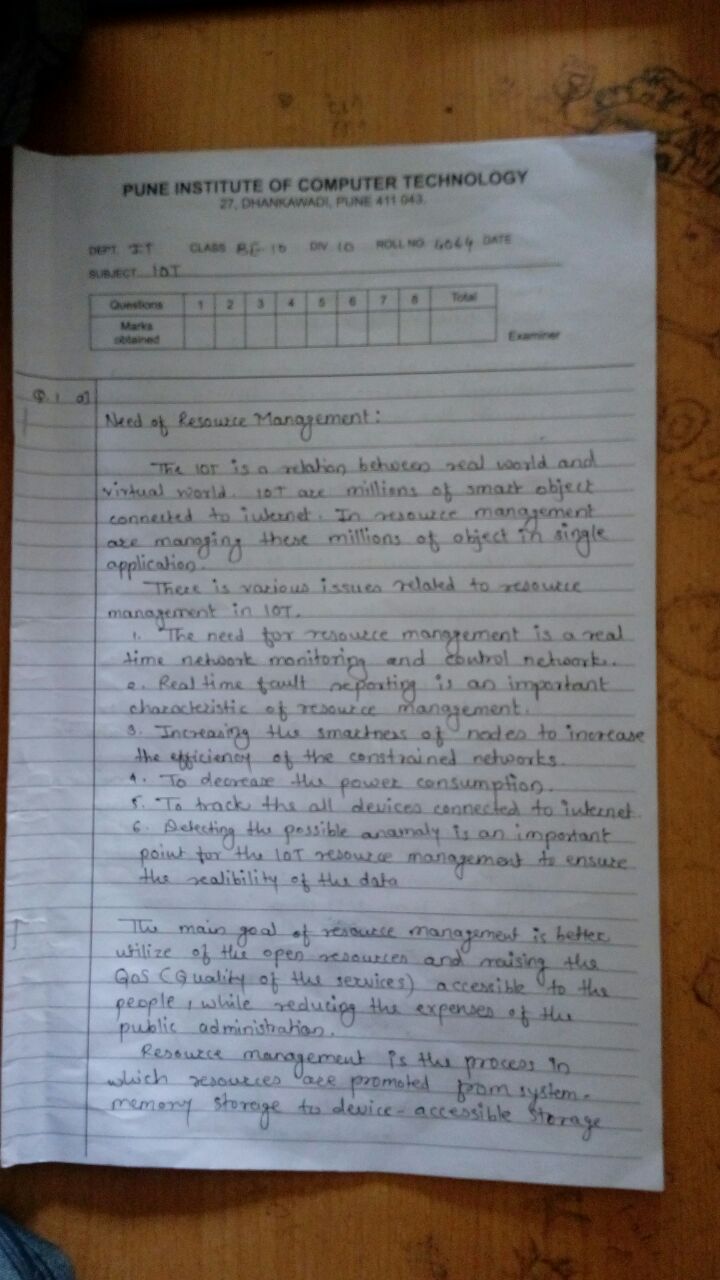 PUNE INSTITUTE OF COMPUTER TECHNOLOGY
27, DHANKAWADI, PUNE 411 043.
DEPT. IT CLASS BE-10 DIV 10 ROLL NO 4064 DATE
SUBJECT IOT
Questions 1 2 3 4 5 6 7 8 Total
Marks obtained
Examiner
Q.1 a]
Need of Resource Management:
The IOT is a relation between real world and
virtual world. IOT are millions of smart object
connected to internet. In resource management
are managing these millions of object in single
application.
There is various issues related to resource
management in IOT.
1. The need for resource mangement is a real
time network monitoring and control network.
2. Real time fault reporting is an important
characteristic of resource management.
3. Increasing the smartness of nodes to increase
the efficiency of the constrained networks.
4. To decrease the power consumption.
5. To track the all devices connected to internet.
6. Detecting the possible anamaly is an important
point for the IOT resource management to ensure
the realibility of the data
The main goal of resource management is better
utilize of the open resources and raising the
QoS (Quality of the services) accessible to the
people, while reducing the expenses of the
public administration.
Resource management is the process in
which resources are promoted from system-
memory storage to device-accessible storage